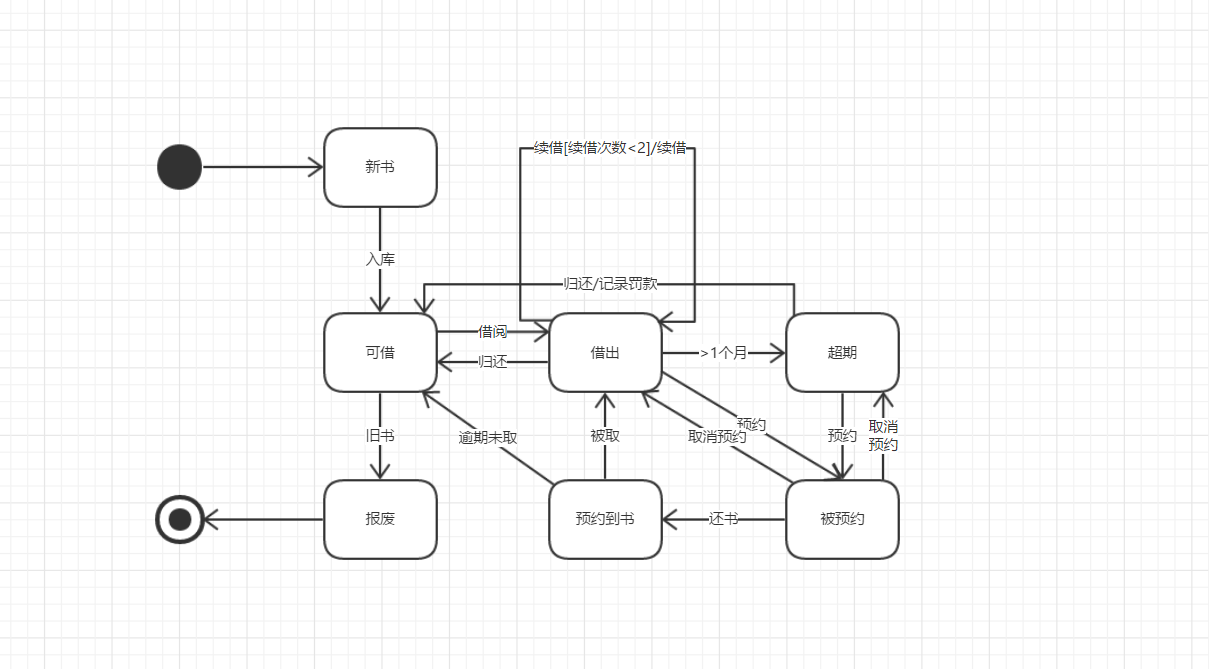 新书
续借[续借次数<2]/续借
入库
归还/记录罚款
借阅
可借
借出
>1个月
超期
归还
旧书
逾期未取
被取
取消预约
预约
预约
取消
预约
报废
预约到书
还书
被预约